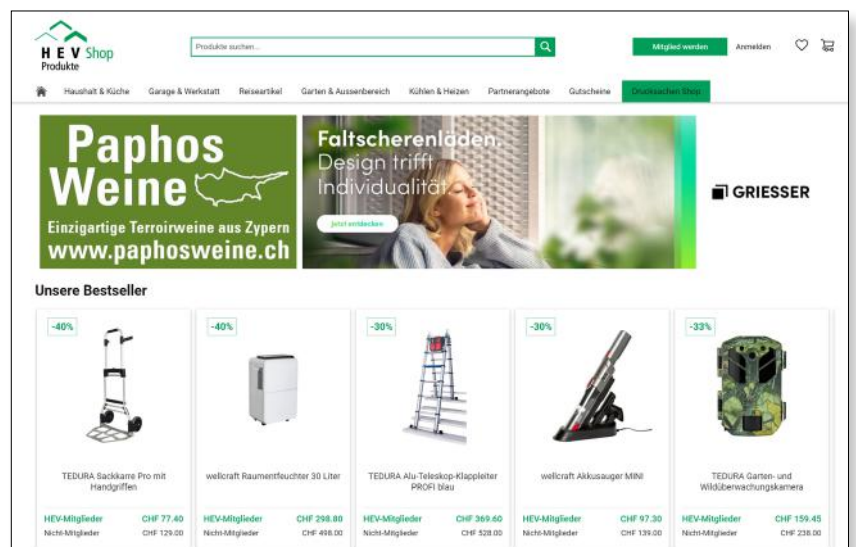 HEV Shop
Produkte
Produkte suchen...
Mitglied werden
Anmelden
Haushalt & Küche
Garage & Werkstatt
Reiseartikel
Garten & Aussenbereich
Kühlen & Heizen
Partnerangebote
Gutscheine
Drucksachen Shop
Paphos
Weine
Einzigartige Terroirweine aus Zypern
www.paphosweine.ch
Faltscherenläden.
Design trifft
Individualität
Jetzt entdecken
GRIESSER
Unsere Bestseller
-40%
TEDURA Sackkarre Pro mit
Handgriffen
HEV-Mitglieder CHF 77.40
Nicht-Mitglieder CHF 129.00
-40%
wellcraft Raumentfeuchter 30 Liter
HEV-Mitglieder CHF 298.80
Nicht-Mitglieder CHF 498.00
-30%
TEDURA Alu-Teleskop-Klappleiter
PROFI blau
HEV-Mitglieder CHF 369.60
Nicht-Mitglieder CHF 528.00
-30%
wellcraft Akkusauger MINI
HEV-Mitglieder CHF 97.30
Nicht-Mitglieder CHF 139.00
-33%
TEDURA Garten- und
Wildüberwachungskamera
HEV-Mitglieder CHF 159.45
Nicht-Mitglieder CHF 238.00